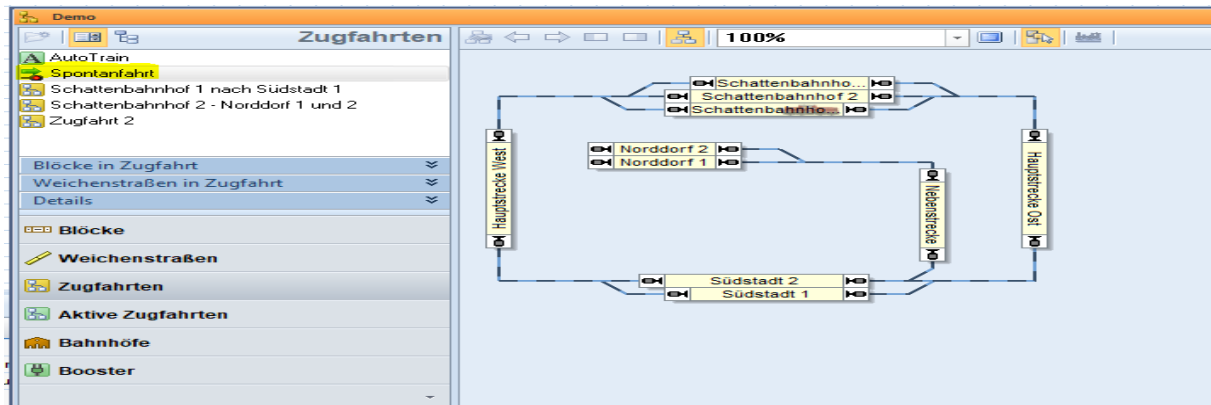 Demo
Zugfahrten
100%
AutoTrain
Spontanfahrt
Schattenbahnhof 1 nach Südstadt 1
Schattenbahnhof 2 - Norddorf 1 und 2
Zugfahrt 2
Blöcke in Zugfahrt
Weichenstraßen in Zugfahrt
Details
Blöcke
Weichenstraßen
Zugfahrten
Aktive Zugfahrten
Bahnhöfe
Booster
Schattenbahnho...
Schattenbahnhof 2
Schattenbahnho...
Hauptstrecke West
Norddorf 2
Norddorf 1
Nebenstrecke
Hauptstrecke Ost
Südstadt 2
Südstadt 1